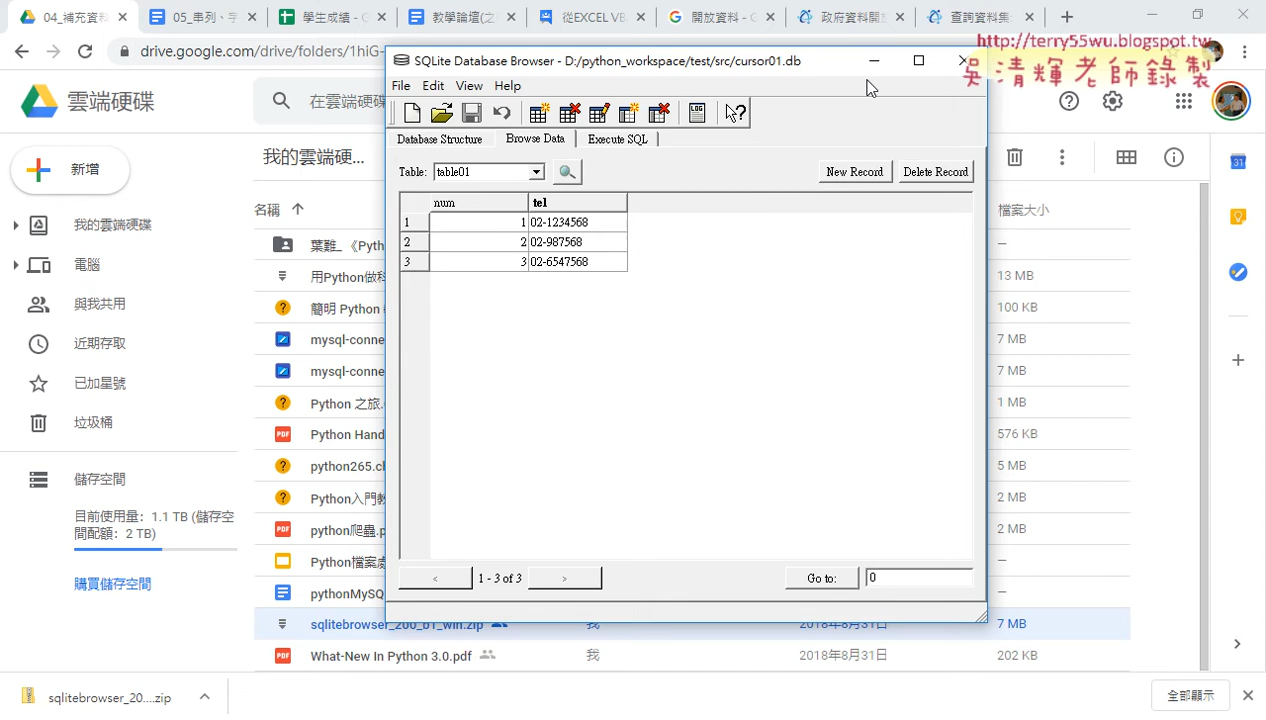 04_補充資料
05_串列、字
學生成績 - G
教學論壇(之
從EXCEL VB
開放資料 - G
政府資料開放
查詢資料集
drive.google.com/drive/folders/1hiG-
http://terry55wu.blogspot.tw
吳清輝老師錄製
雲端硬碟
在雲端硬碟
新增
我的雲端硬碟
電腦
與我共用
近期存取
已加星號
垃圾桶
儲存空間
目前使用量：1.1 TB (儲存空
間配額：2 TB)
購買儲存空間
我的雲端硬...
名稱
檔案大小
葉難_《Pyth
—
用Python做科
13 MB
簡明 Python
100 KB
mysql-conne
7 MB
mysql-conne
7 MB
Python 之旅.
1 MB
Python Hand
576 KB
python265.c
5 MB
Python入門教
2 MB
python爬蟲.p
2 MB
Python檔案處
—
pythonMySQ
—
sqlitebrowser_200_b1_win.zip
我
2018年8月31日
7 MB
What-New In Python 3.0.pdf
我
2018年8月31日
202 KB
SQLite Database Browser - D:/python_workspace/test/src/cursor01.db
File Edit View Help
LOG
Database Structure
Browse Data
Execute SQL
Table:
table01
New Record
Delete Record
num
tel
1 1 02-1234568
2 2 02-987568
3 3 02-6547568
<
1 - 3 of 3
>
Go to:
0
31
sqlitebrowser_20....zip
全部顯示